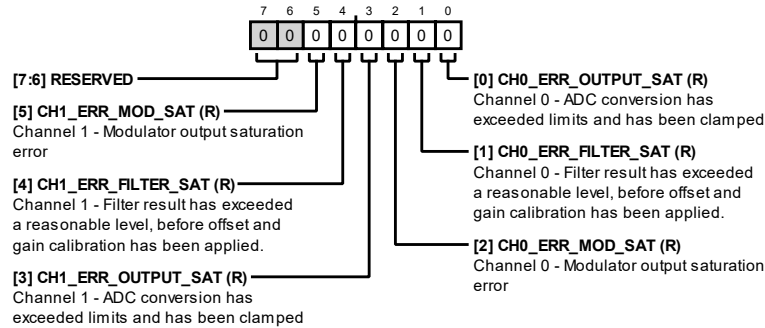 7 6 5 4 3 2 1 0
0 0 0 0 0 0 0 0
[7:6] RESERVED
[5] CH1_ERR_MOD_SAT (R)
Channel 1 - Modulator output saturation
error
[4] CH1_ERR_FILTER_SAT (R)
Channel 1 - Filter result has exceeded
a reasonable level, before offset and
gain calibration has been applied.
[3] CH1_ERR_OUTPUT_SAT (R)
Channel 1 - ADC conversion has
exceeded limits and has been clamped
[0] CH0_ERR_OUTPUT_SAT (R)
Channel 0 - ADC conversion has
exceeded limits and has been clamped
[1] CH0_ERR_FILTER_SAT (R)
Channel 0 - Filter result has exceeded
a reasonable level, before offset and
gain calibration has been applied.
[2] CH0_ERR_MOD_SAT (R)
Channel 0 - Modulator output saturation
error